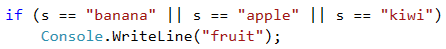 if (s == "banana" || s == "apple" || s == "kiwi")
    Console.WriteLine("fruit");